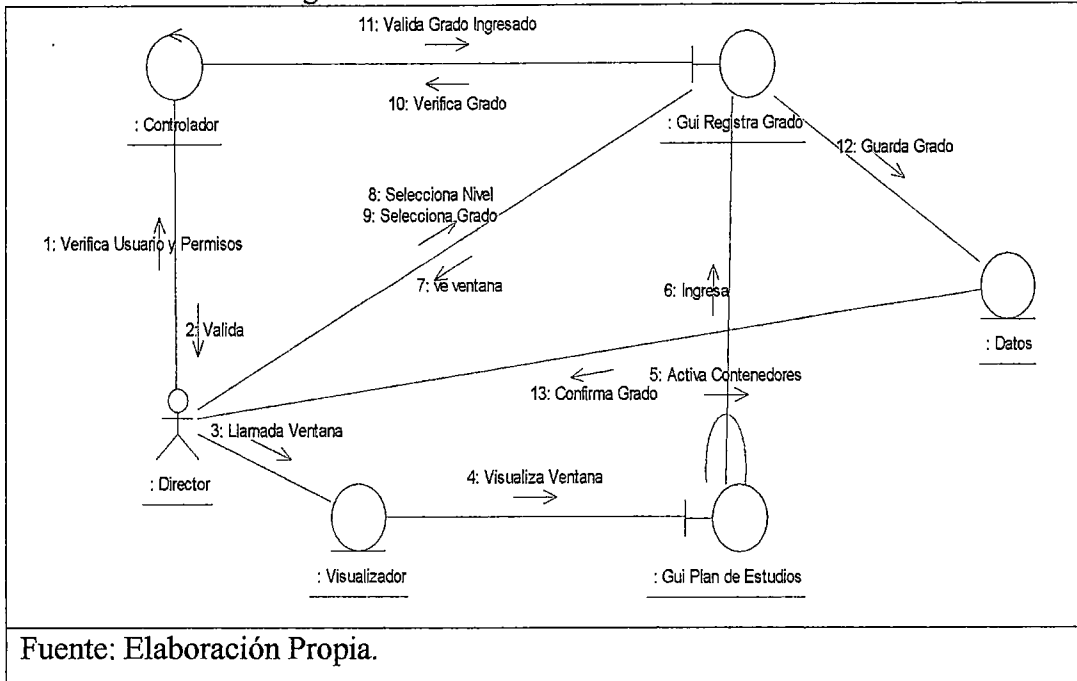 11: Valida Grado Ingresado
10: Verifica Grado
: Controlador
: Gui Registra Grado
12: Guarda Grado
8: Selecciona Nivel
9: Selecciona Grado
1: Verifica Usuario y Permisos
7: ve ventana
6: Ingresa
2: Valida
: Datos
5: Activa Contenedores
13: Confirma Grado
3: Llamada Ventana
4: Visualiza Ventana
: Director
: Visualizador
: Gui Plan de Estudios
Fuente: Elaboración Propia.